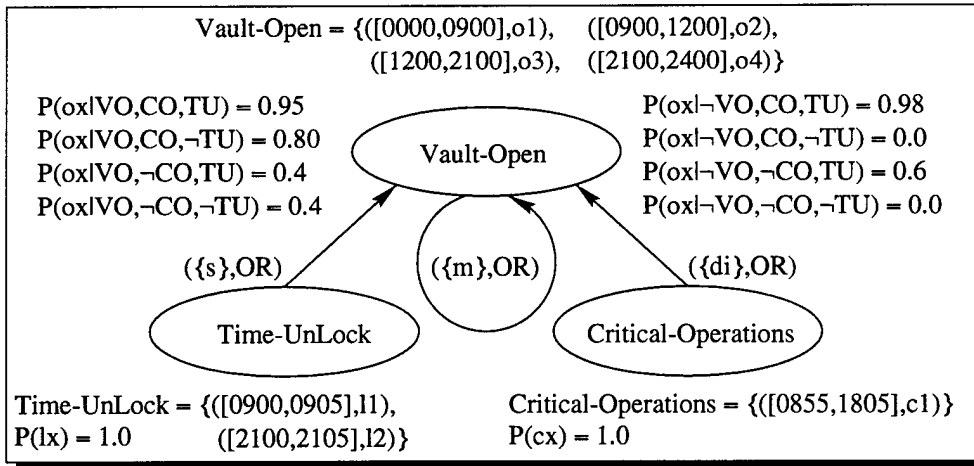 Vault-Open = {([0000,0900],o1), ([0900,1200],o2),
([1200,2100],o3), ([2100,2400],o4)}
P(ox|VO,CO,TU) = 0.95
P(ox|VO,CO,¬TU) = 0.80
P(ox|VO,¬CO,TU) = 0.4
P(ox|VO,¬CO,¬TU) = 0.4
Vault-Open
P(ox|¬VO,CO,TU) = 0.98
P(ox|¬VO,CO,¬TU) = 0.0
P(ox|¬VO,¬CO,TU) = 0.6
P(ox|¬VO,¬CO,¬TU) = 0.0
({s},OR)
({m},OR)
({di},OR)
Time-UnLock
Critical-Operations
Time-UnLock = {([0900,0905],l1),
P(lx) = 1.0 ([2100,2105],l2)}
Critical-Operations = {([0855,1805],c1)}
P(cx) = 1.0